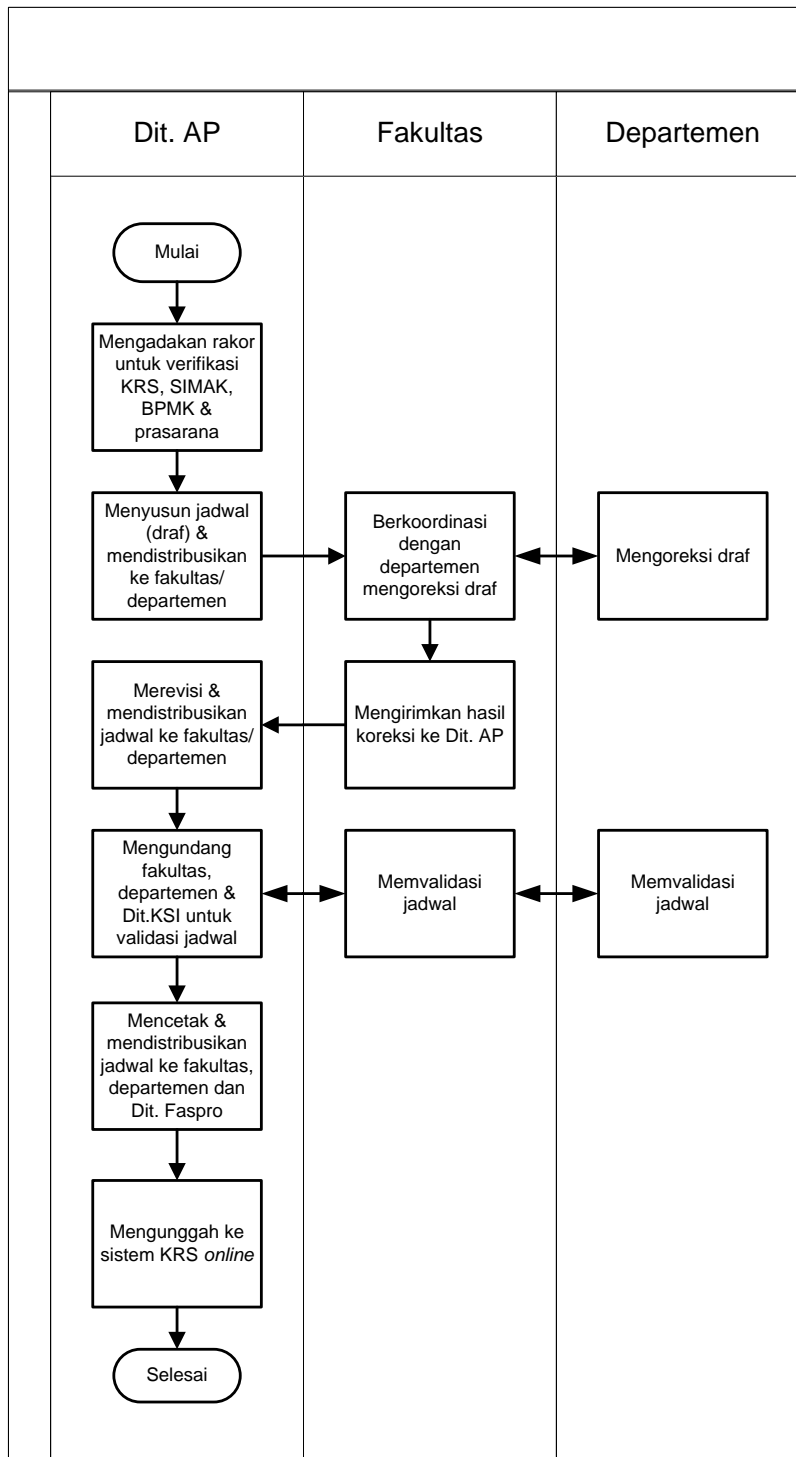 Dit. AP
Fakultas
Departemen
Mulai
Mengadakan rakor
untuk verifikasi
KRS, SIMAK,
BPMK &
prasarana
Menyusun jadwal
(draf) &
mendistribusikan
ke fakultas/
departemen
Berkoordinasi
dengan
departemen
mengoreksi draf
Mengoreksi draf
Merevisi &
mendistribusikan
jadwal ke fakultas/
departemen
Mengirimkan hasil
koreksi ke Dit. AP
Mengundang
fakultas,
departemen &
Dit.KSI untuk
validasi jadwal
Memvalidasi
jadwal
Memvalidasi
jadwal
Mencetak &
mendistribusikan
jadwal ke fakultas,
departemen dan
Dit. Faspro
Mengunggah ke
sistem KRS online
Selesai